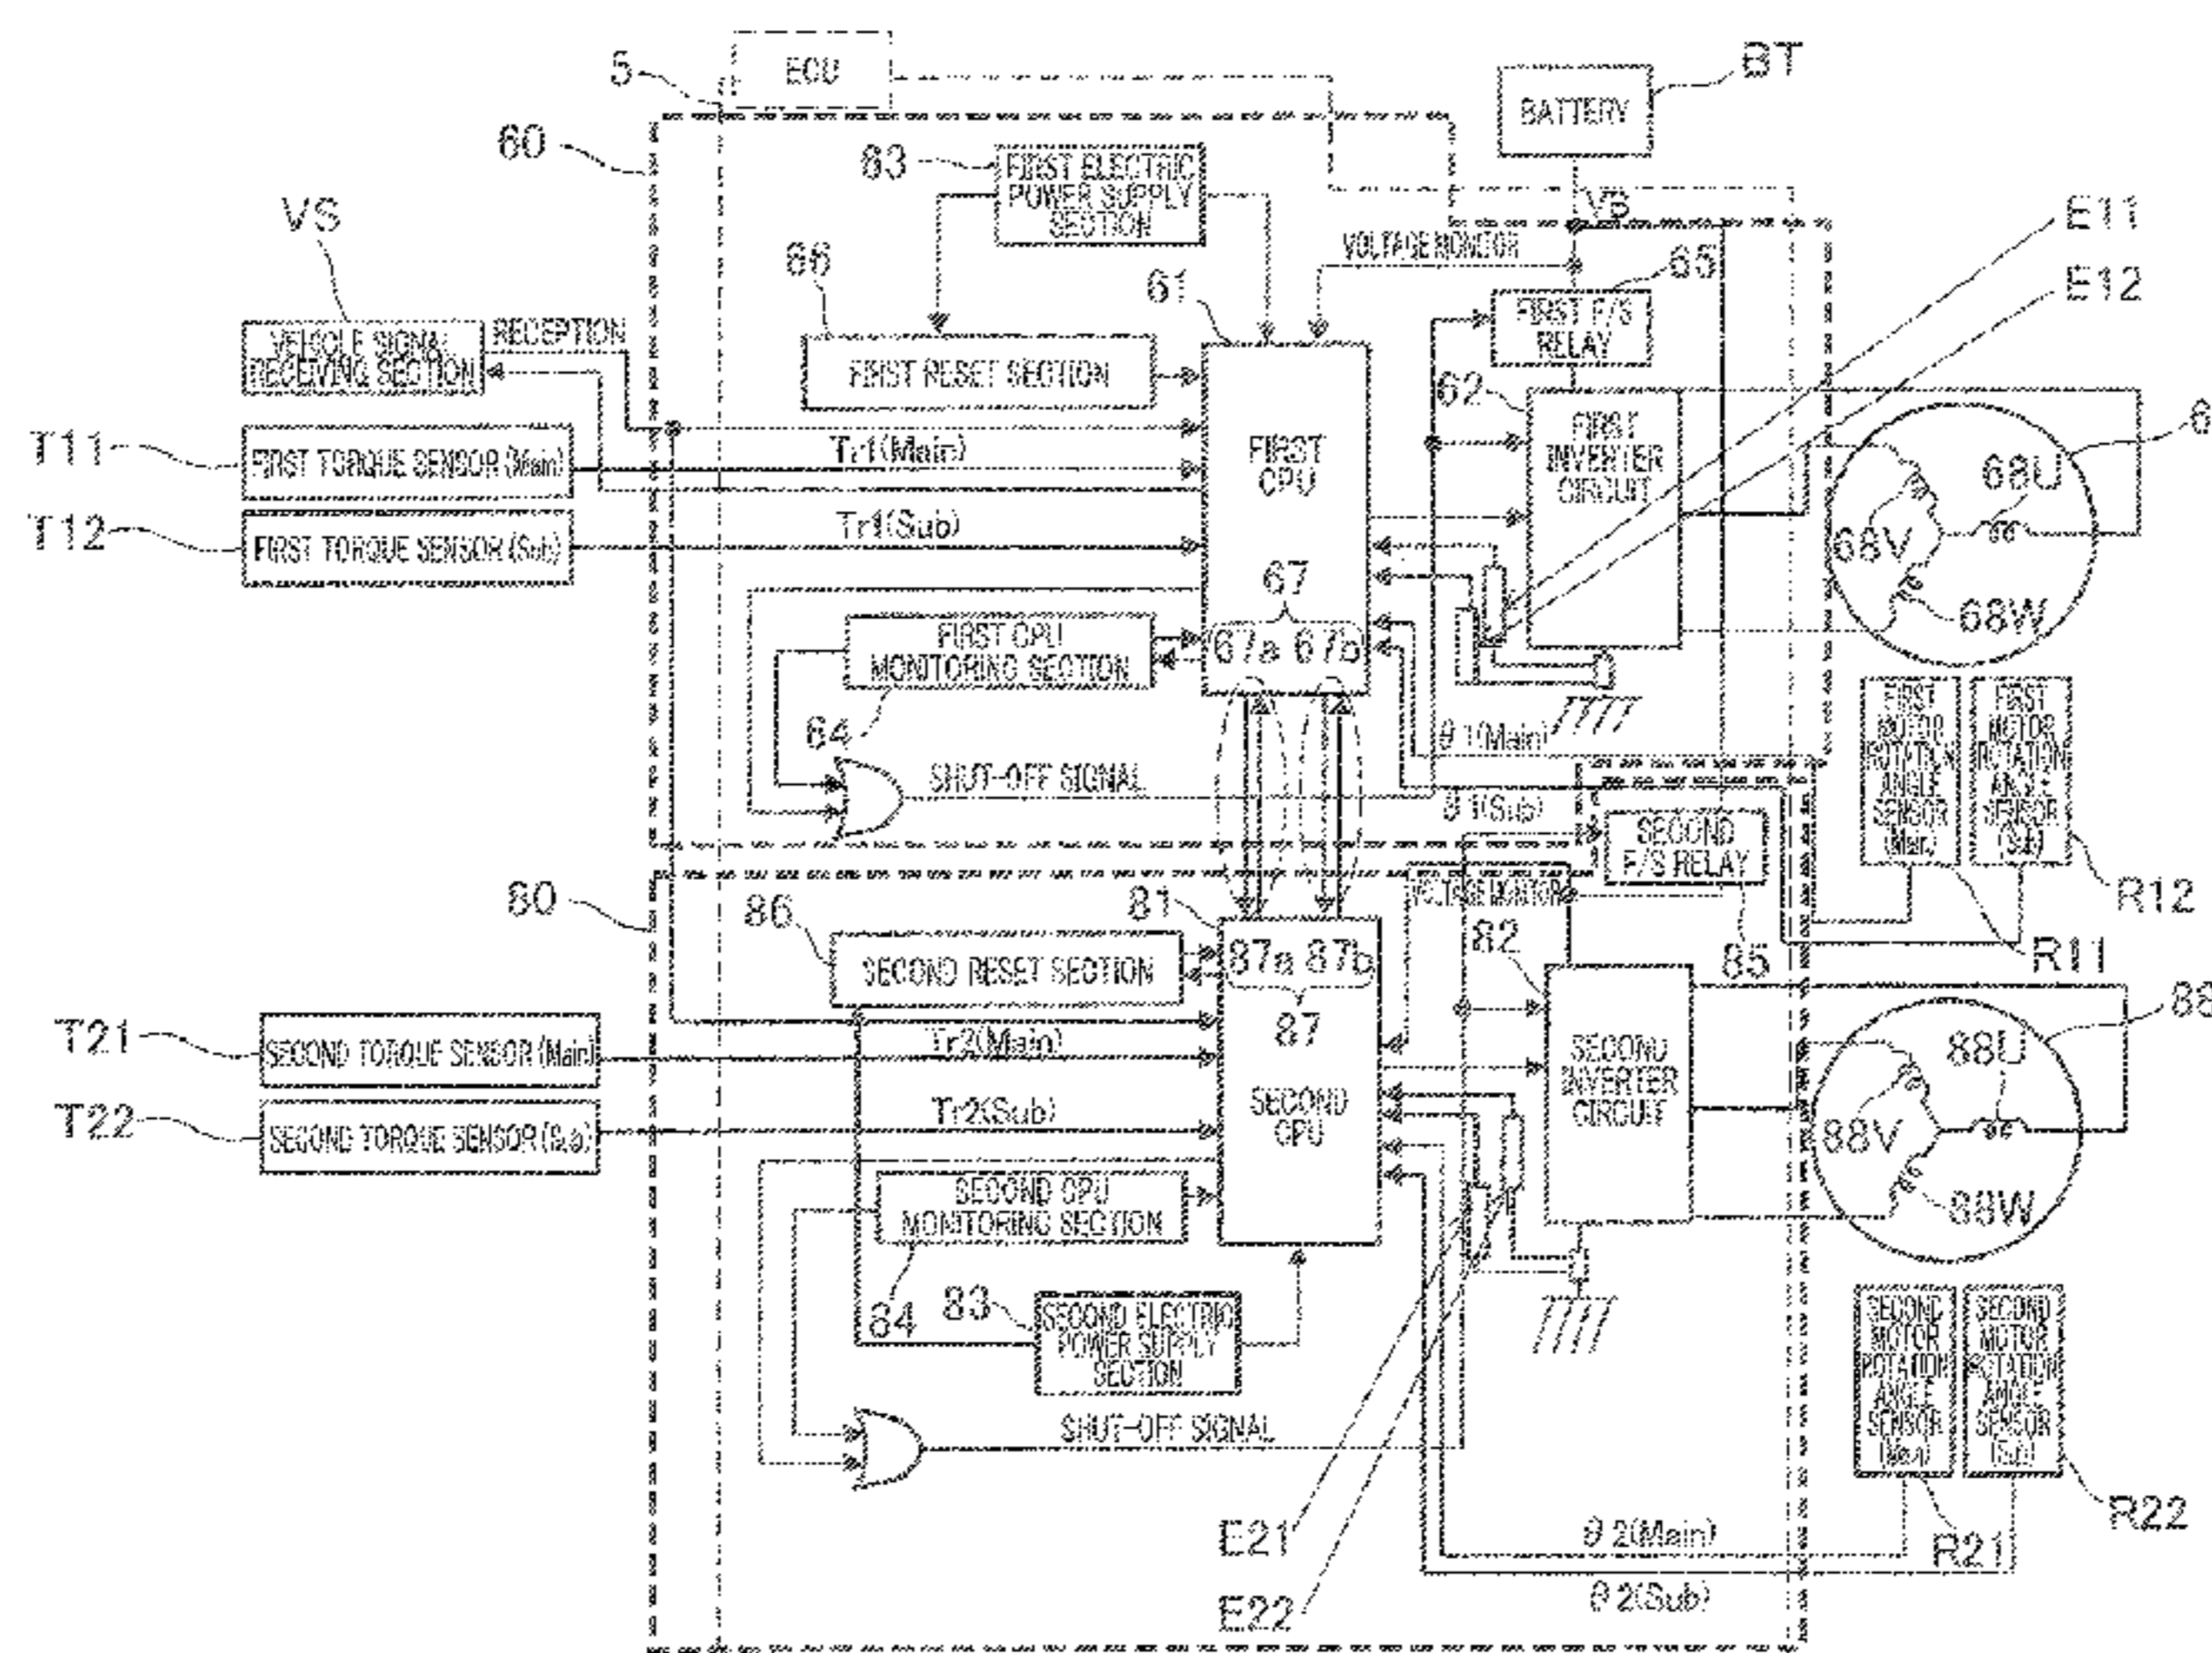 5
ECU
BT
BATTERY
60
63
FIRST ELECTRIC
POWER SUPPLY
SECTION
VB
E11
VS
66
VOLTAGE MONITOR
65
E12
61
VEHICLE SIGNAL
RECEIVING SECTION
RECEPTION
FIRST F/S
RELAY
FIRST RESET SECTION
62
T11
FIRST TORQUE SENSOR (Main)
Tr1(Main)
FIRST
CPU
FIRST
INVERTER
CIRCUIT
6
68U
T12
FIRST TORQUE SENSOR (Sub)
Tr1(Sub)
68V
67
68W
FIRST CPU
MONITORING SECTION
67a 67b
64
FIRST
MOTOR
ROTATION
ANGLE
SENSOR
(Main)
FIRST
MOTOR
ROTATION
ANGLE
SENSOR
(Sub)
θ1(Main)
SHUT-OFF SIGNAL
θ1(Sub)
SECOND
F/S RELAY
80
86
81
VOLTAGE MONITOR
R12
82
85
R11
SECOND RESET SECTION
87a 87b
87
88
T21
SECOND TORQUE SENSOR (Main)
Tr2(Main)
SECOND
INVERTER
CIRCUIT
88U
T22
SECOND TORQUE SENSOR (Sub)
Tr2(Sub)
SECOND
CPU
88V
SECOND CPU
MONITORING SECTION
88W
84
83
SECOND ELECTRIC
POWER SUPPLY
SECTION
SECOND
MOTOR
ROTATION
ANGLE
SENSOR
(Main)
SECOND
MOTOR
ROTATION
ANGLE
SENSOR
(Sub)
SHUT-OFF SIGNAL
E21
θ2(Main)
R21
R22
E22
θ2(Sub)